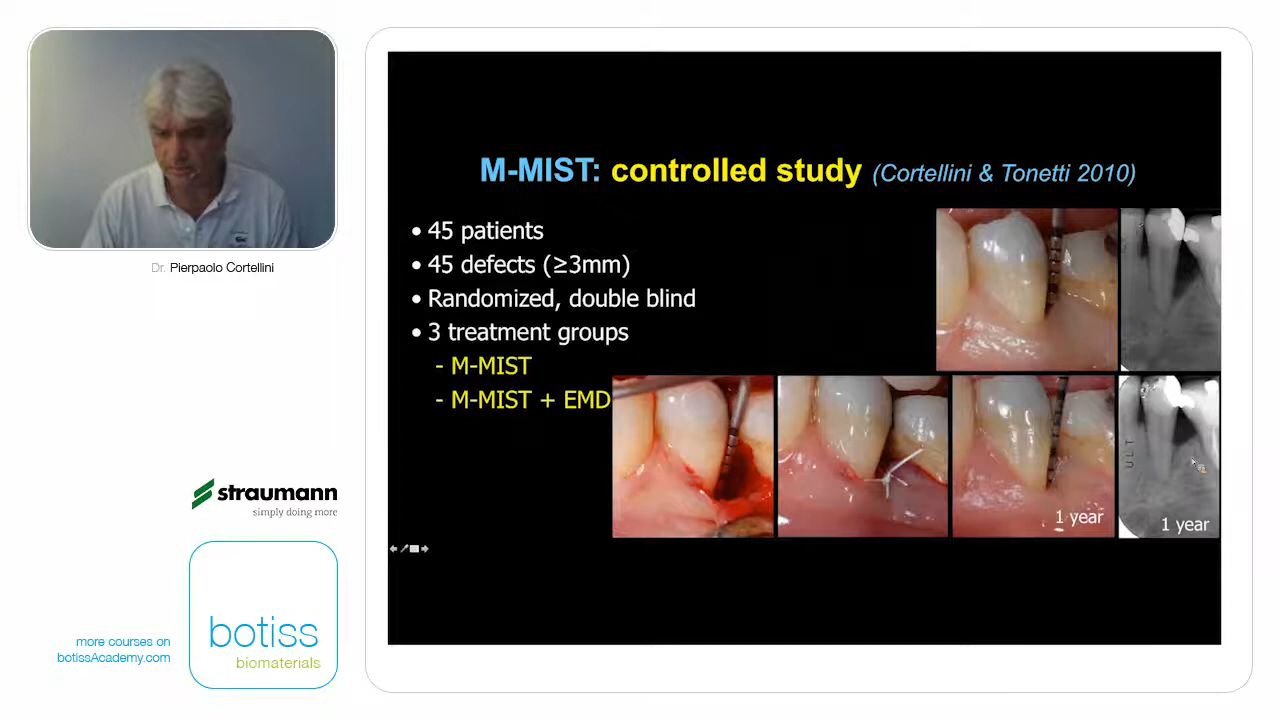 M-MIST: controlled study (Cortellini & Tonetti 2010)
• 45 patients
• 45 defects (≥3mm)
• Randomized, double blind
• 3 treatment groups
- M-MIST
- M-MIST + EMD
1 year
1 year
Dr. Pierpaolo Cortellini
straumann
simply doing more
botiss
biomaterials
more courses on
botissAcademy.com